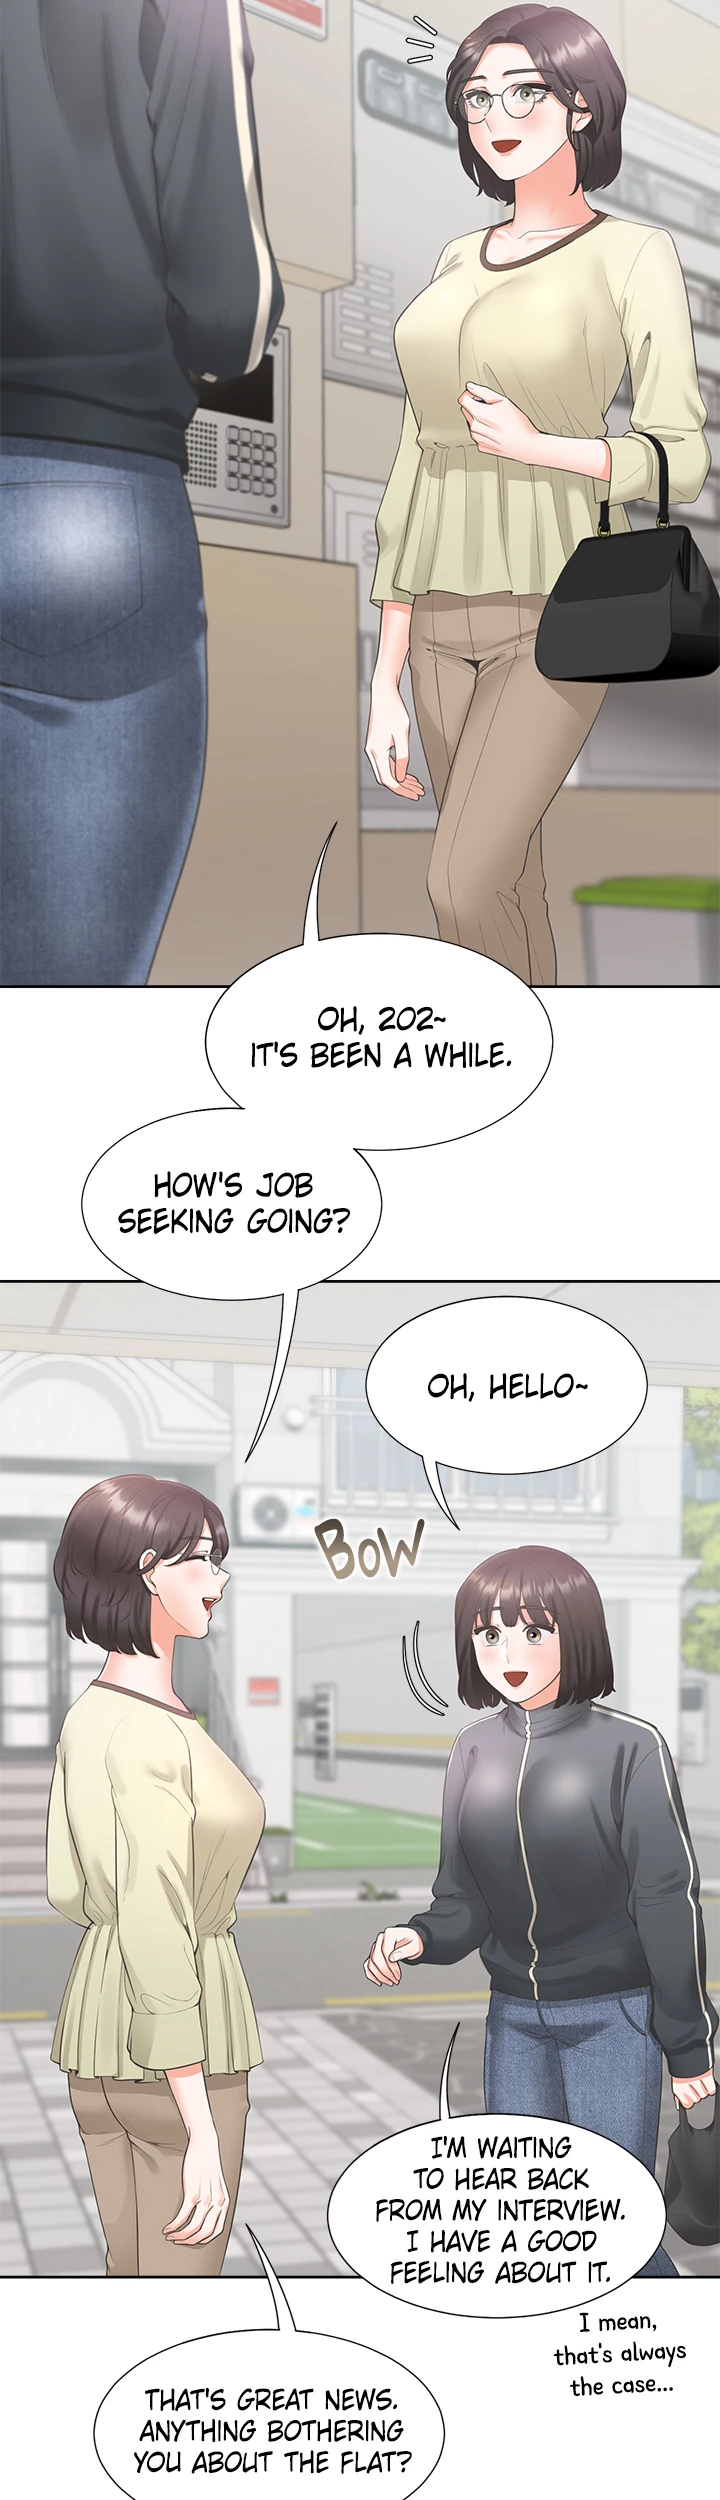 OH, 202~
IT'S BEEN A WHILE.
HOW'S JOB
SEEKING GOING?
OH, HELLO~
BOW
I'M WAITING
TO HEAR BACK
FROM MY INTERVIEW.
I HAVE A GOOD
FEELING ABOUT IT.
I mean,
that's always
the case...
THAT'S GREAT NEWS.
ANYTHING BOTHERING
YOU ABOUT THE FLAT?